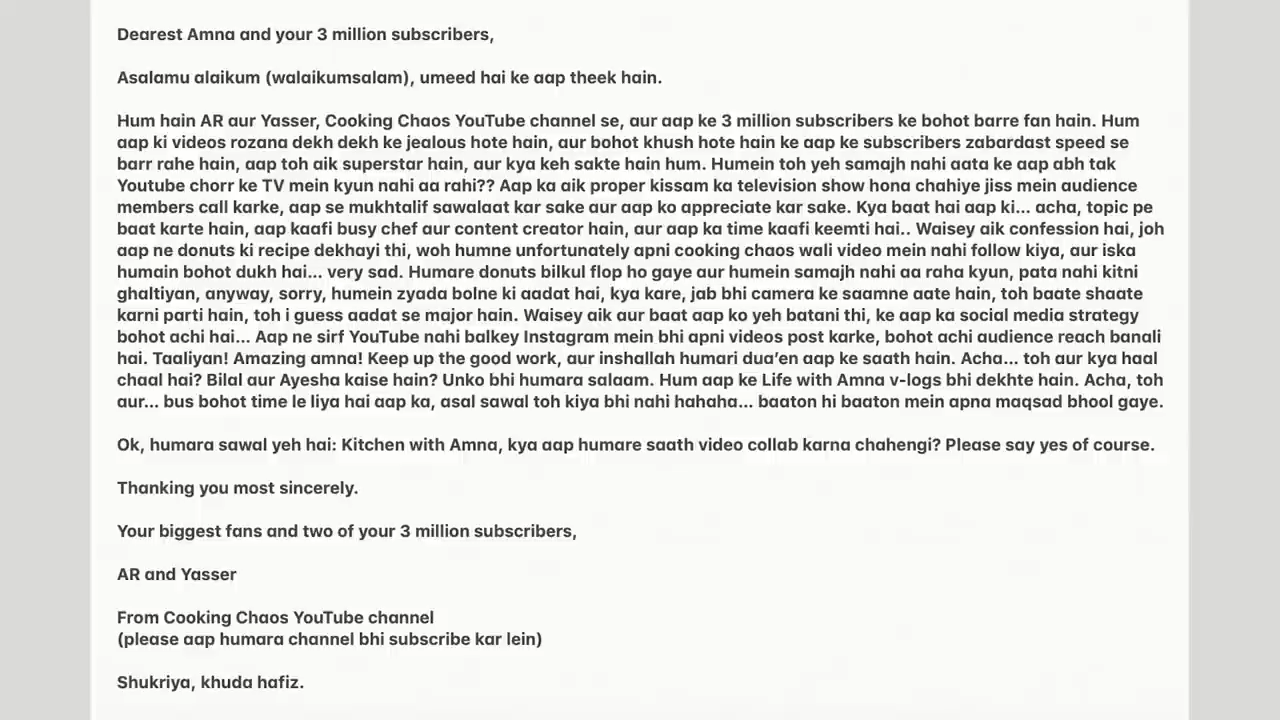 Dearest Amna and your 3 million subscribers,
Asalamu alaikum (walaikumsalam), umeed hai ke aap theek hain.
Hum hain AR aur Yasser, Cooking Chaos YouTube channel se, aur aap ke 3 million subscribers ke bohot barre fan hain. Hum
aap ki videos rozana dekh dekh ke jealous hote hain, aur bohot khush hote hain ke aap ke subscribers zabardast speed se
barr rahe hain, aap toh aik superstar hain, aur kya keh sakte hain hum. Humein toh yeh samajh nahi aata ke aap abh tak
Youtube chorr ke TV mein kyun nahi aa rahi?? Aap ka aik proper kissam ka television show hona chahiye jiss mein audience
members call karke, aap se mukhtalif sawalaat kar sake aur aap ko appreciate kar sake. Kya baat hai aap ki... acha, topic pe
baat karte hain, aap kaafi busy chef aur content creator hain, aur aap ka time kaafi keemti hai.. Waisey aik confession hai, joh
aap ne donuts ki recipe dekhayi thi, woh humne unfortunately apni cooking chaos wali video mein nahi follow kiya, aur iska
humain bohot dukh hai... very sad. Humare donuts bilkul flop ho gaye aur humein samajh nahi aa raha kyun, pata nahi kitni
ghaltiyan, anyway, sorry, humein zyada bolne ki aadat hai, kya kare, jab bhi camera ke saamne aate hain, toh baate shaate
karni parti hain, toh i guess aadat se major hain. Waisey aik aur baat aap ko yeh batani thi, ke aap ka social media strategy
bohot achi hai... Aap ne sirf YouTube nahi balkey Instagram mein bhi apni videos post karke, bohot achi audience reach banali
hai. Taaliyan! Amazing amna! Keep up the good work, aur inshallah humari dua’en aap ke saath hain. Acha... toh aur kya haal
chaal hai? Bilal aur Ayesha kaise hain? Unko bhi humara salaam. Hum aap ke Life with Amna v-logs bhi dekhte hain. Acha, toh
aur... bus bohot time le liya hai aap ka, asal sawal toh kiya bhi nahi hahaha... baaton hi baaton mein apna maqsad bhool gaye.
Ok, humara sawal yeh hai: Kitchen with Amna, kya aap humare saath video collab karna chahengi? Please say yes of course.
Thanking you most sincerely.
Your biggest fans and two of your 3 million subscribers,
AR and Yasser
From Cooking Chaos YouTube channel
(please aap humara channel bhi subscribe kar lein)
Shukriya, khuda hafiz.